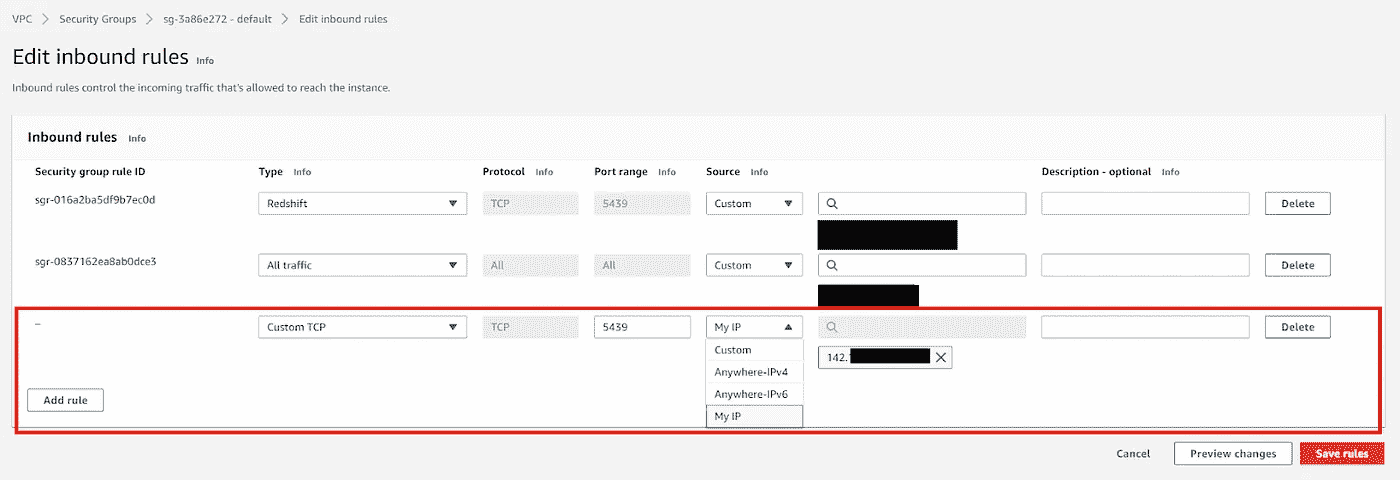 VPC > Security Groups > sg-3a86e272 - default > Edit inbound rules
Edit inbound rules Info
Inbound rules control the incoming traffic that's allowed to reach the instance.
Inbound rules Info
Security group rule ID Type Info Protocol Info Port range Info Source Info Description - optional Info
sgr-016a2ba5df9b7ec0d Redshift TCP 5439 Custom Delete
sgr-0837162ea8ab0dce3 All traffic All All Custom Delete
– Custom TCP TCP 5439 My IP Delete
Custom 142.
Anywhere-IPv4
Anywhere-IPv6
Add rule
My IP
Cancel Preview changes Save rules